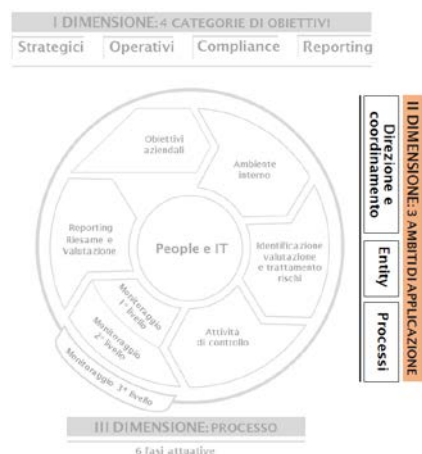 I DIMENSIONE: 4 CATEGORIE DI OBIETTIVI
Strategici Operativi Compliance Reporting
Obiettivi
aziendali
Ambiente
interno
Identificazione
valutazione
e trattamento
rischi
Attività
di controllo
Monitoraggio
1° livello
Monitoraggio
2° livello
Monitoraggio 3° livello
Reporting
Riesame e
Valutazione
People e IT
II DIMENSIONE: 3 AMBITI DI APPLICAZIONE
Direzione e
coordinamento
Entity
Processi
III DIMENSIONE: PROCESSO
6 fasi attuative